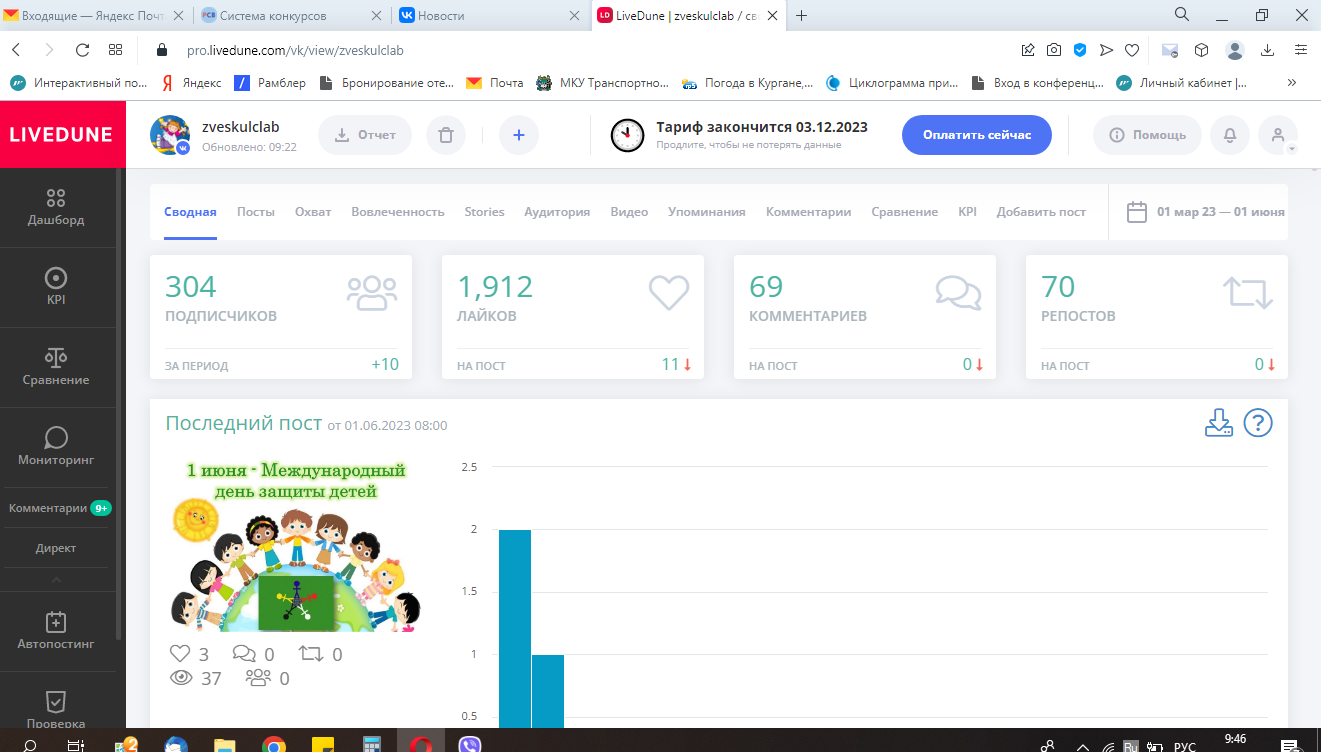 Входящие — Яндекс Почт
Система конкурсов
Новости
LiveDune | zveskulclab / св
pro.livedune.com/vk/view/zveskulclab
Интерактивный по...
Яндекс
Рамблер
Бронирование оте...
Почта
МКУ Транспортно...
Погода в Кургане,...
Циклограмма при...
Вход в конференц...
Личный кабинет |...
LIVEDUNE
zveskulclab
Обновлено: 09:22
Отчет
Тариф закончится 03.12.2023
Продлите, чтобы не потерять данные
Оплатить сейчас
Помощь
Дашборд
KPI
Сравнение
Мониторинг
Комментарии 9+
Директ
Автопостинг
Проверка
Сводная
Посты
Охват
Вовлеченность
Stories
Аудитория
Видео
Упоминания
Комментарии
Сравнение
KPI
Добавить пост
01 мар 23 — 01 июня
304
ПОДПИСЧИКОВ
ЗА ПЕРИОД +10
1,912
ЛАЙКОВ
НА ПОСТ 11
69
КОММЕНТАРИЕВ
НА ПОСТ 0
70
РЕПОСТОВ
НА ПОСТ 0
Последний пост от 01.06.2023 08:00
1 июня - Международный
день защиты детей
3 0 0
37 0
2.5
2
1.5
1
0.5
2
Ru
РУС
9:46